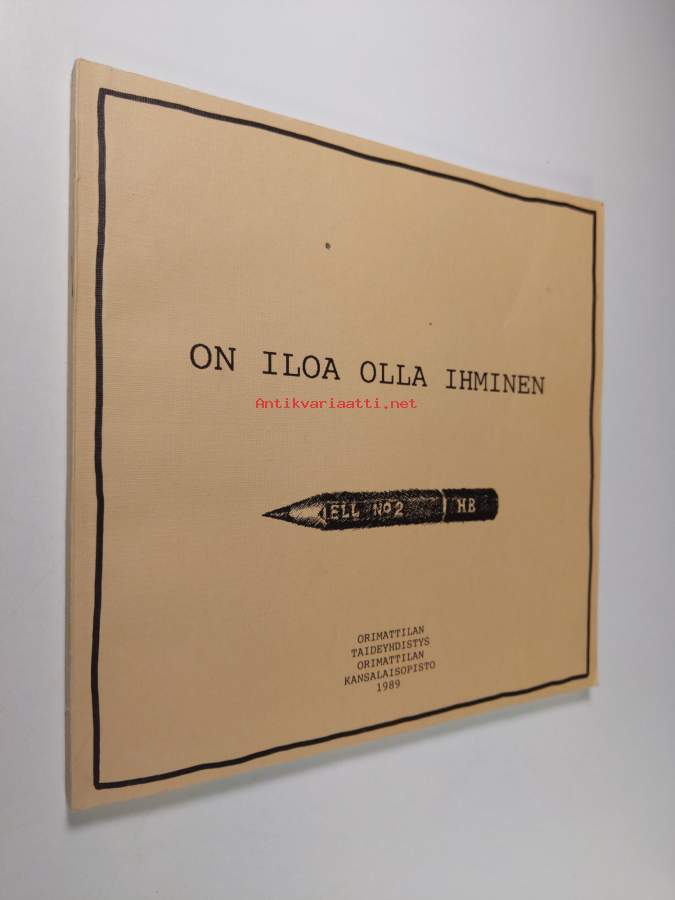 ON ILOA OLLA IHMINEN
Antikvariaatti.net
ELL Nº2 HB
ORIMATTILAN
TAIDEYHDISTYS
ORIMATTILAN
KANSALAISOPISTO
1989